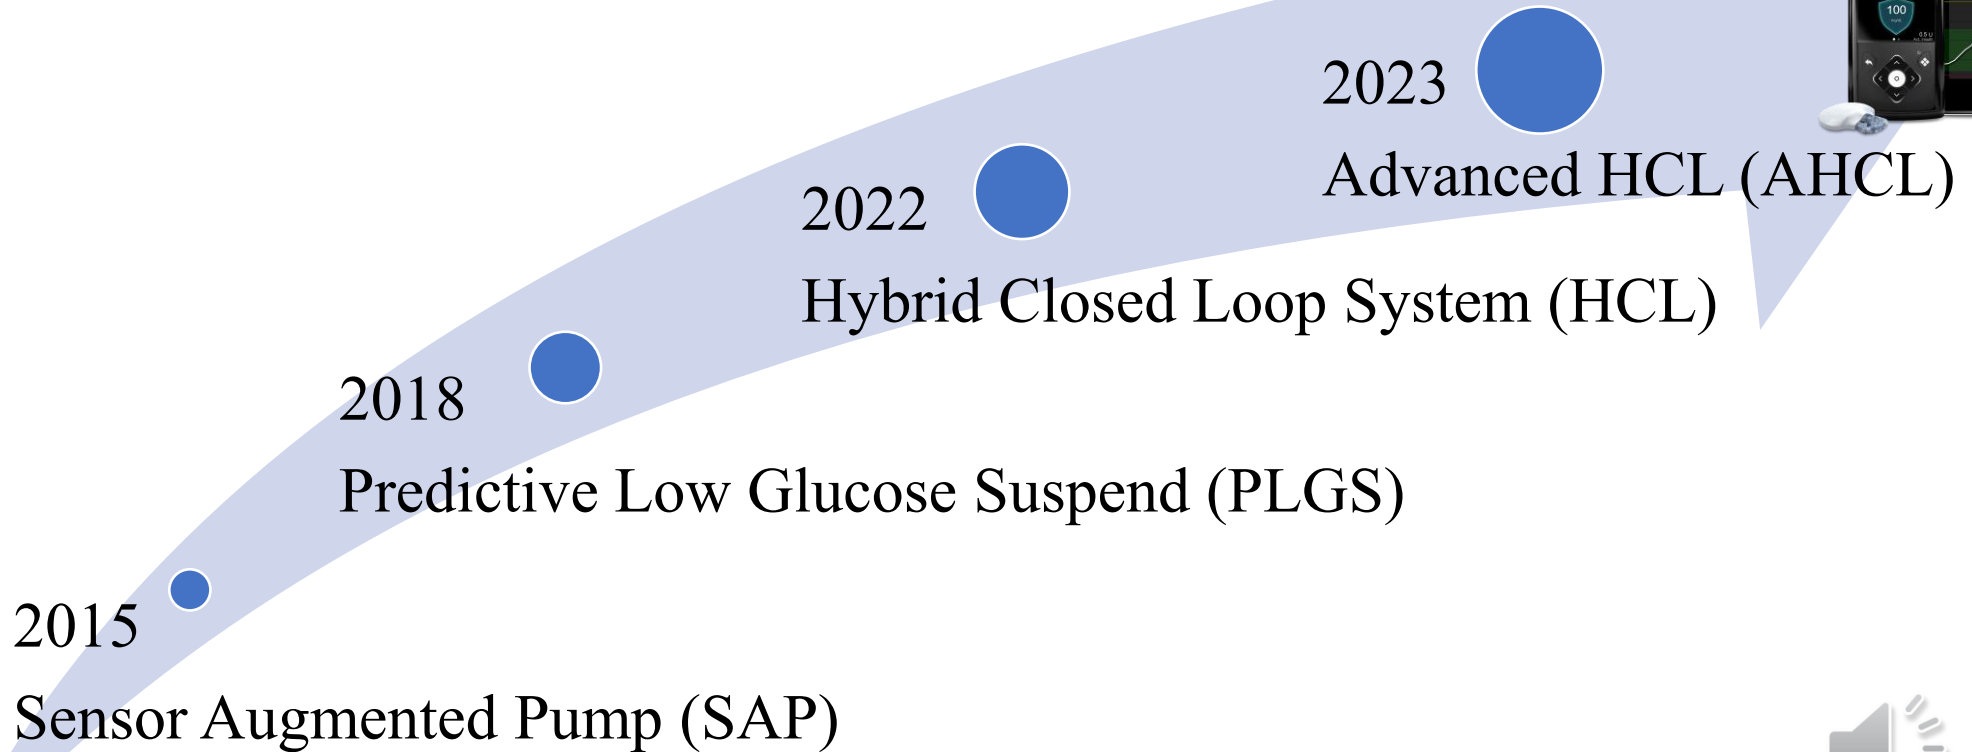 2023
Advanced HCL (AHCL)
2022
Hybrid Closed Loop System (HCL)
2018
Predictive Low Glucose Suspend (PLGS)
2015
Sensor Augmented Pump (SAP)
100